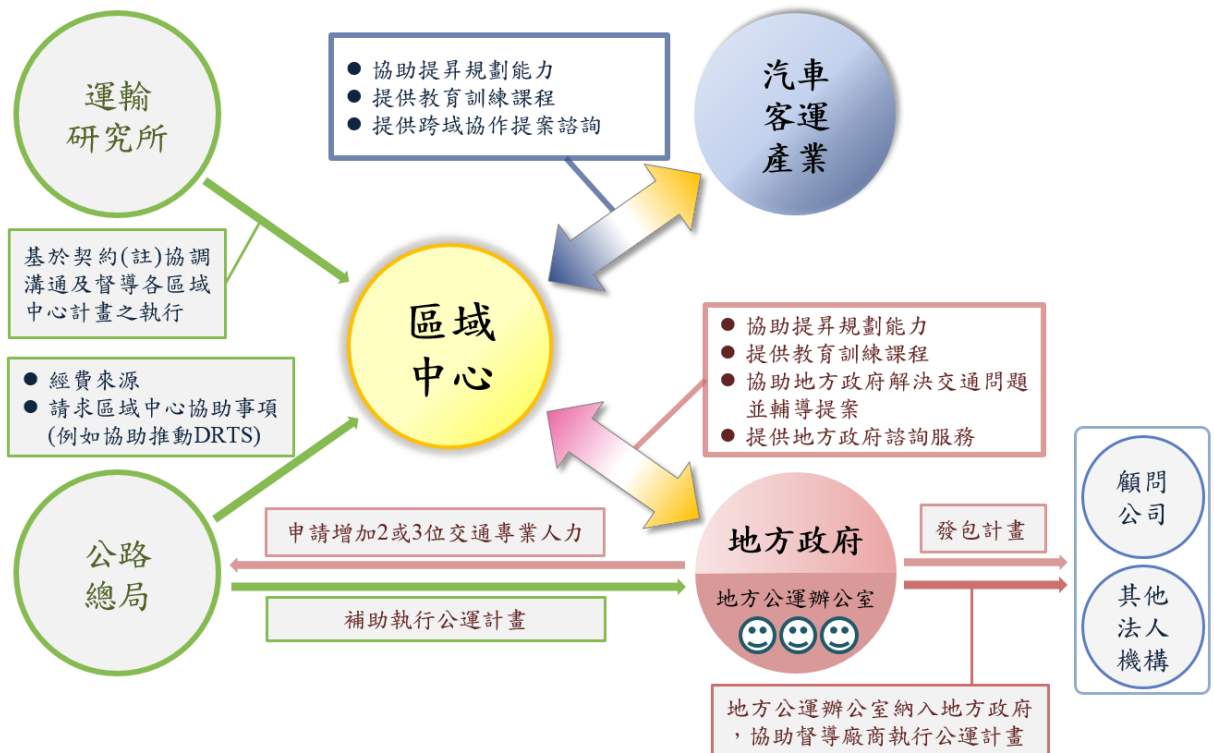 運輸
研究所
● 協助提昇規劃能力
● 提供教育訓練課程
● 提供跨域協作提案諮詢
汽車
客運
產業
基於契約(註)協調
溝通及督導各區域
中心計畫之執行
區域
中心
● 經費來源
● 請求區域中心協助事項
(例如協助推動DRTS)
● 協助提昇規劃能力
● 提供教育訓練課程
● 協助地方政府解決交通問題
並輔導提案
● 提供地方政府諮詢服務
公路
總局
申請增加2或3位交通專業人力
補助執行公運計畫
地方政府
地方公運辦公室
發包計畫
顧問
公司
其他
法人
機構
地方公運辦公室納入地方政府
,協助督導廠商執行公運計畫